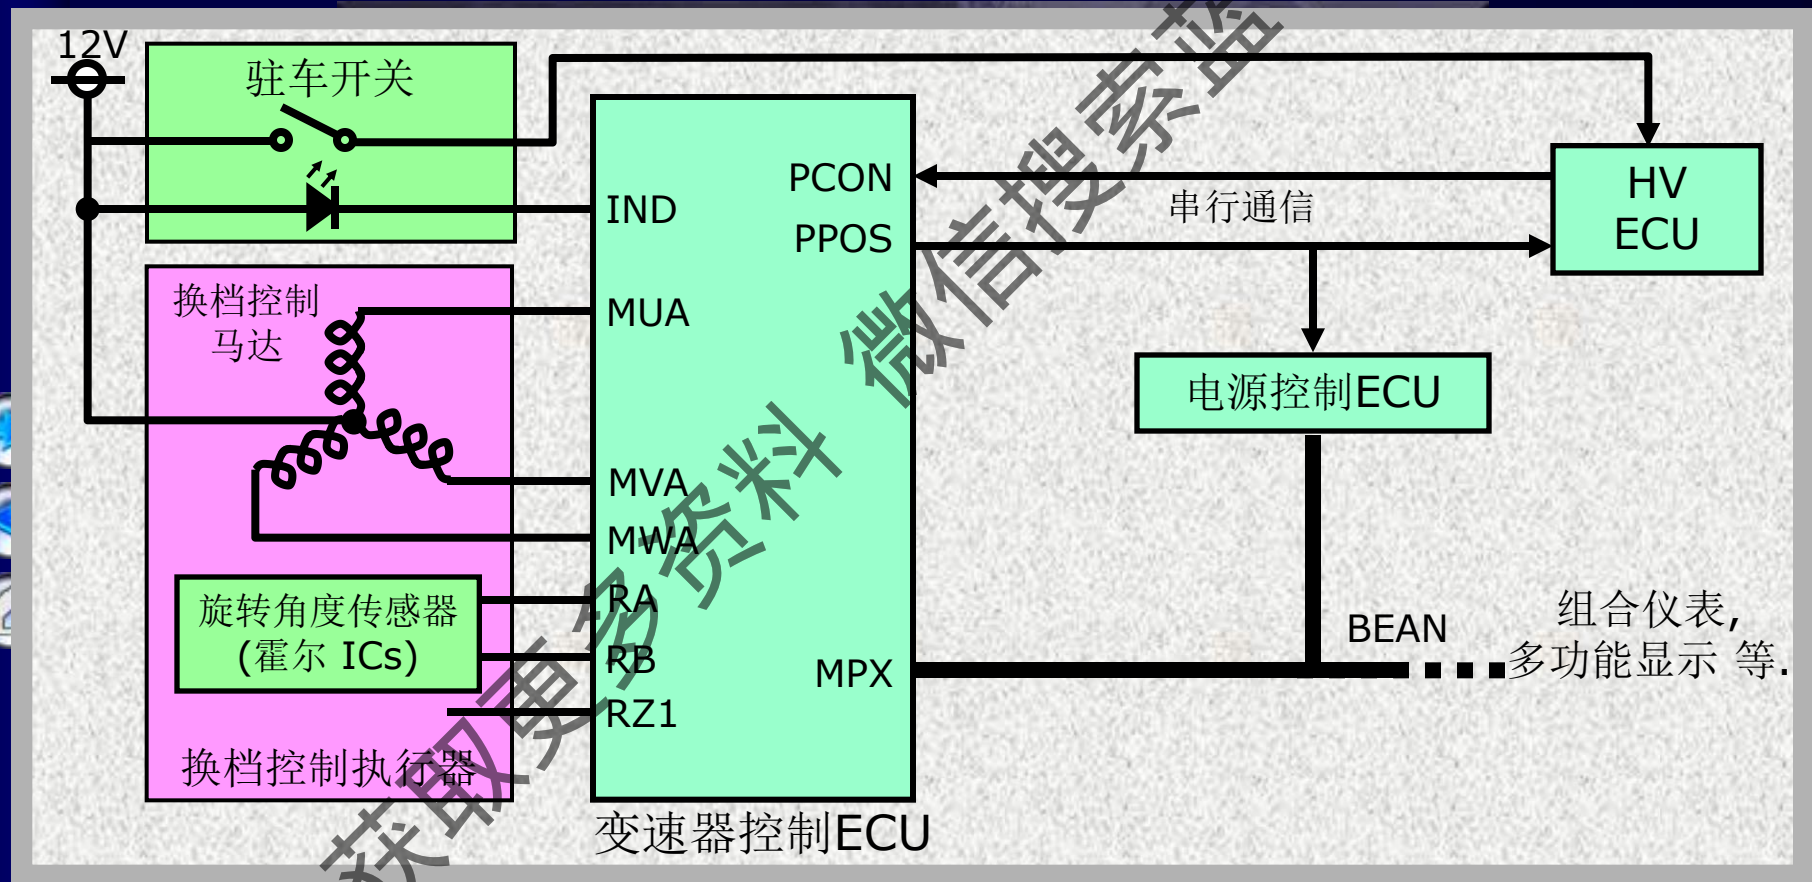 12V
驻车开关
换档控制
马达
旋转角度传感器
(霍尔 ICs)
换档控制执行器
IND
MUA
MVA
MWA
RA
RB
RZ1
PCON
PPOS
MPX
变速器控制ECU
串行通信
HV
ECU
电源控制ECU
BEAN
组合仪表,
多功能显示 等.
获取更多资料 微信搜索蓝